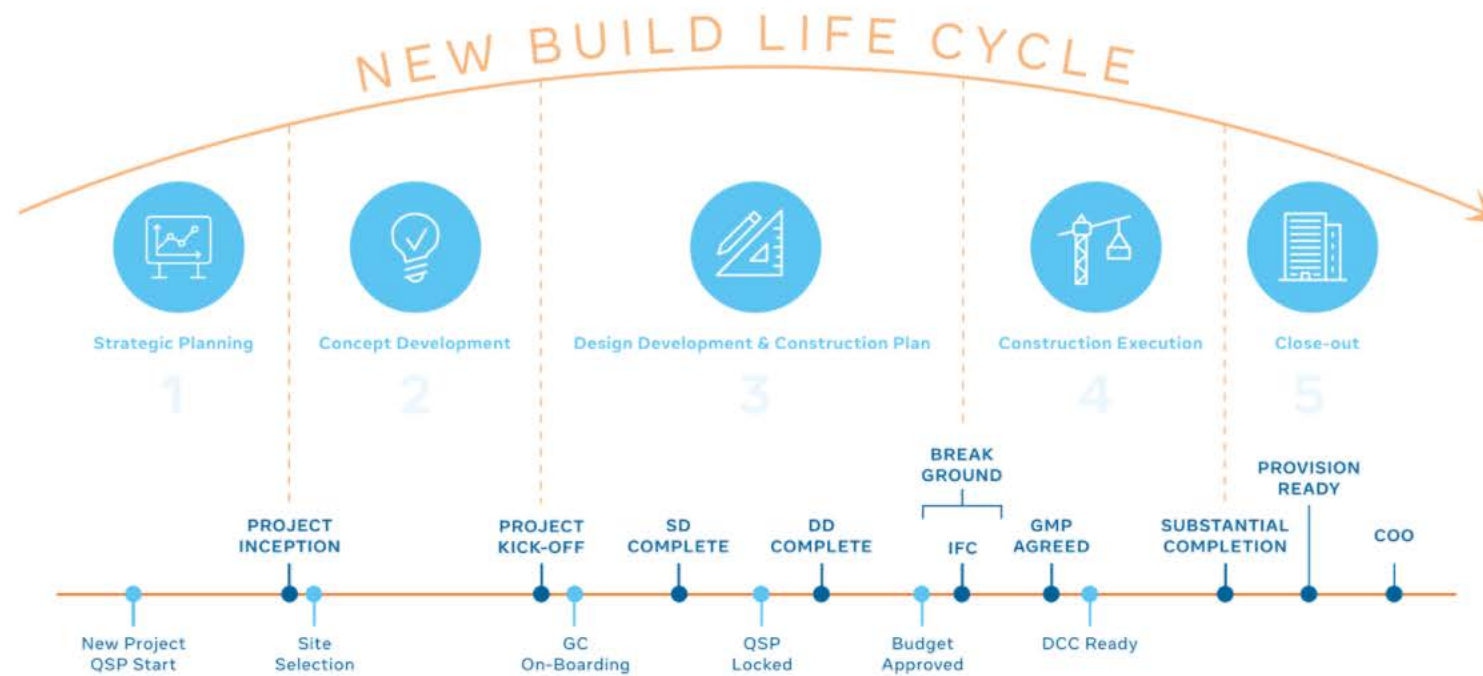 NEW BUILD LIFE CYCLE
Strategic Planning
Concept Development
Design Development & Construction Plan
Construction Execution
Close-out
1
2
3
4
5
PROJECT
INCEPTION
PROJECT
KICK-OFF
SD
COMPLETE
DD
COMPLETE
BREAK
GROUND
IFC
GMP
AGREED
SUBSTANTIAL
COMPLETION
PROVISION
READY
COO
New Project
QSP Start
Site
Selection
GC
On-Boarding
QSP
Locked
Budget
Approved
DCC Ready